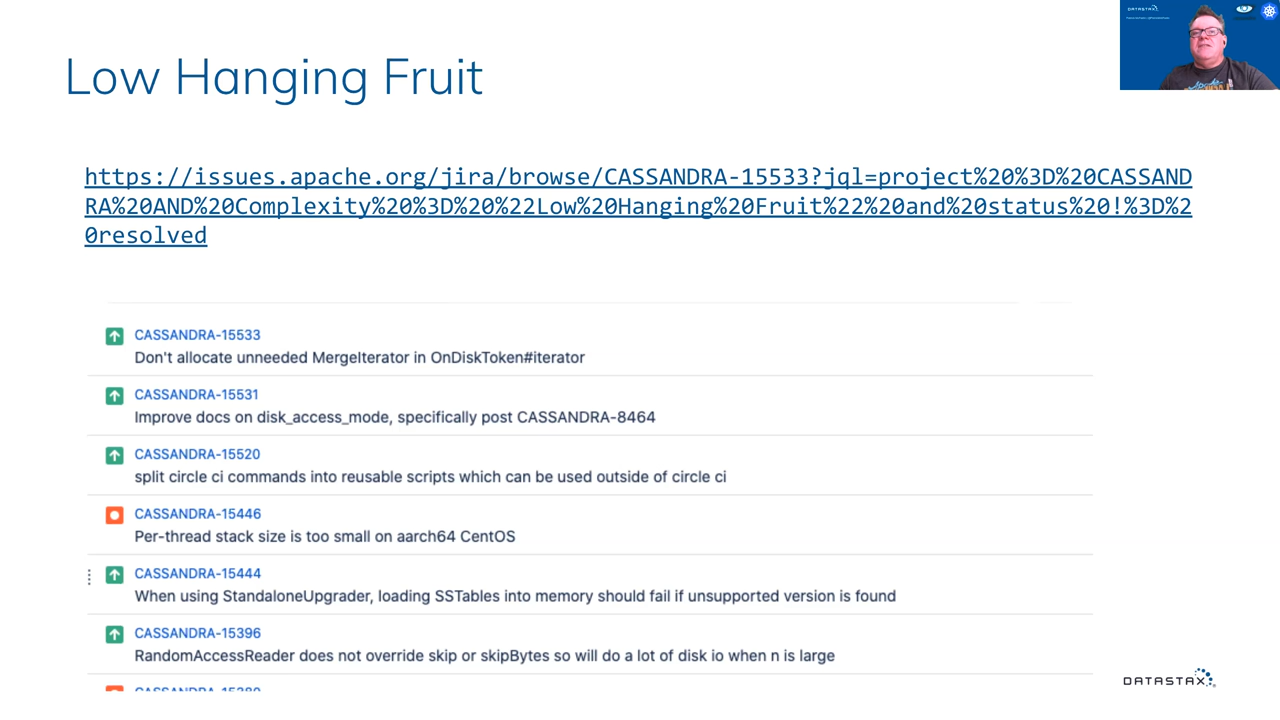 Low Hanging Fruit
https://issues.apache.org/jira/browse/CASSANDRA-15533?jql=project%20%3D%20CASSAND
RA%20AND%20Complexity%20%3D%20%22Low%20Hanging%20Fruit%22%20and%20status%20!%3D%2
0resolved
CASSANDRA-15533
Don't allocate unneeded MergeIterator in OnDiskToken#iterator
CASSANDRA-15531
Improve docs on disk_access_mode, specifically post CASSANDRA-8464
CASSANDRA-15520
split circle ci commands into reusable scripts which can be used outside of circle ci
CASSANDRA-15446
Per-thread stack size is too small on aarch64 CentOS
CASSANDRA-15444
When using StandaloneUpgrader, loading SSTables into memory should fail if unsupported version is found
CASSANDRA-15396
RandomAccessReader does not override skip or skipBytes so will do a lot of disk io when n is large
DATASTAX
DATASTAX